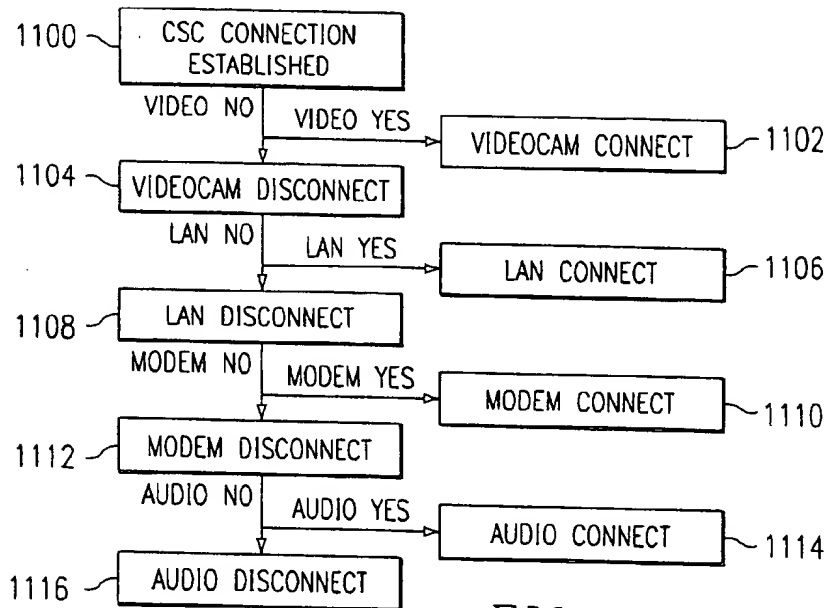 1100
CSC CONNECTION
ESTABLISHED
VIDEO NO
VIDEO YES
VIDEOCAM CONNECT
1102
1104
VIDEOCAM DISCONNECT
LAN NO
LAN YES
LAN CONNECT
1106
1108
LAN DISCONNECT
MODEM NO
MODEM YES
MODEM CONNECT
1110
1112
MODEM DISCONNECT
AUDIO NO
AUDIO YES
AUDIO CONNECT
1114
1116
AUDIO DISCONNECT